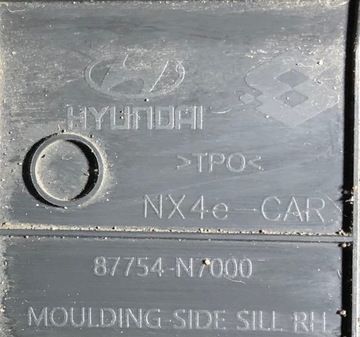 HYUNDAI
>TPO<
NX4e-CAR
87754-N7000
MOULDING-SIDE SILL RH